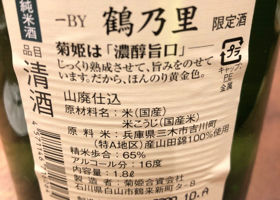 純米酒
－BY 鶴乃里 限定酒
菊姫は「濃醇旨口」
じっくり熟成させて、旨みをのせて
います。だから、ほんのり黄金色。
品目 清酒
プラ
キャップ、
PE
金属
山廃仕込
原材料名：米（国産）
米こうじ（国産米）
原料米：兵庫県三木市吉川町
（特A地区）産山田錦100%使用
精米歩合：65%
アルコール分：16度
内容量：1.8ℓ
製造者：菊姫合資会社
石川県白山市鶴来新町タ-8
10.A